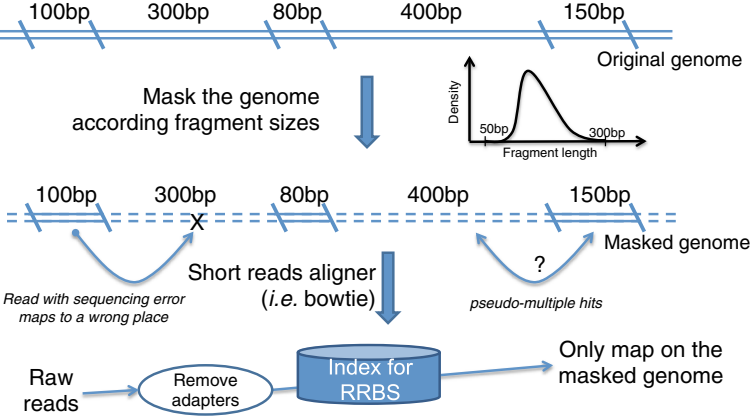 100bp 300bp 80bp 400bp 150bp
Original genome
Mask the genome
according fragment sizes
Density
50bp 300bp
Fragment length
100bp 300bp 80bp 400bp 150bp
X
Masked genome
Read with sequencing error
maps to a wrong place
Short reads aligner
(i.e. bowtie)
?
pseudo-multiple hits
Raw
reads
Remove
adapters
Index for
RRBS
Only map on the
masked genome